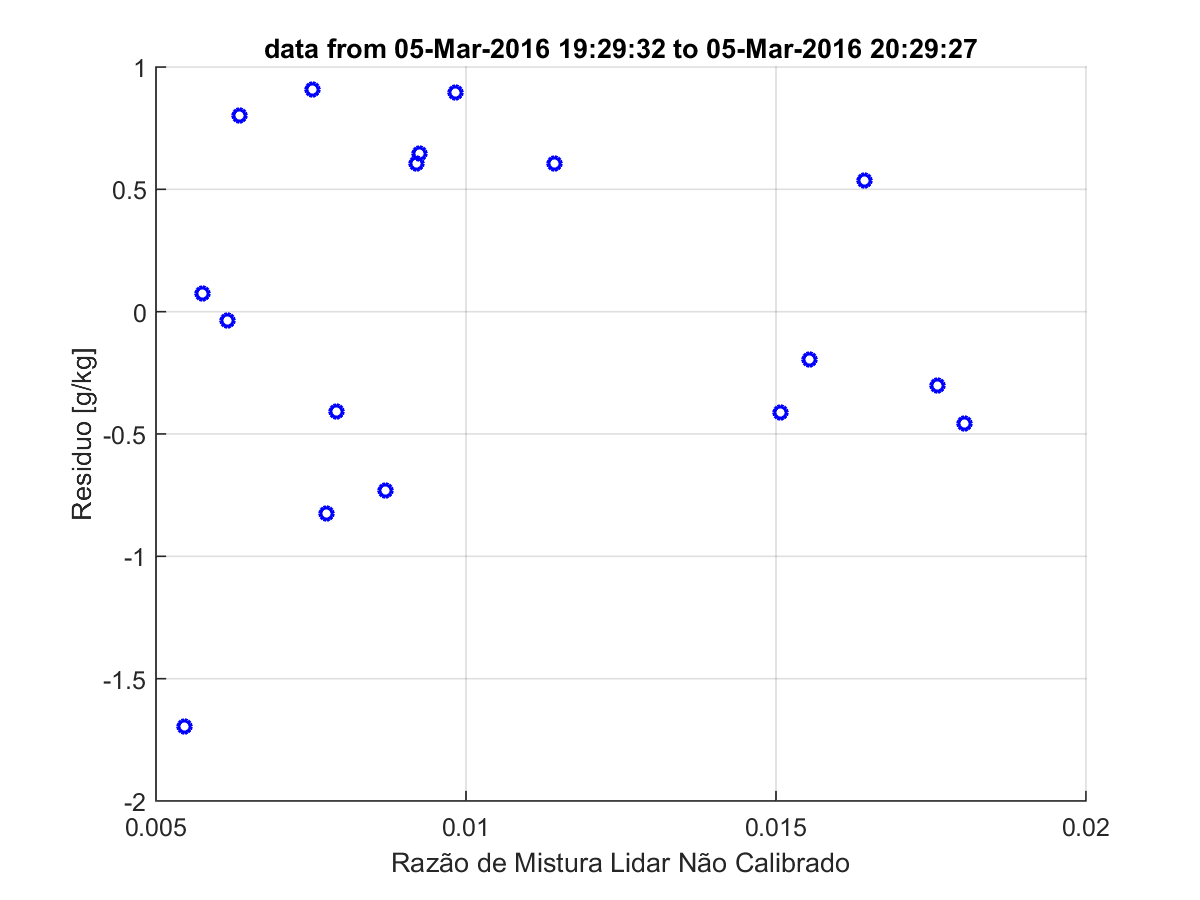 data from 05-Mar-2016 19:29:32 to 05-Mar-2016 20:29:27
1
0.5
0
-0.5
-1
-1.5
-2
Residuo [g/kg]
0.005 0.01 0.015 0.02
Razão de Mistura Lidar Não Calibrado